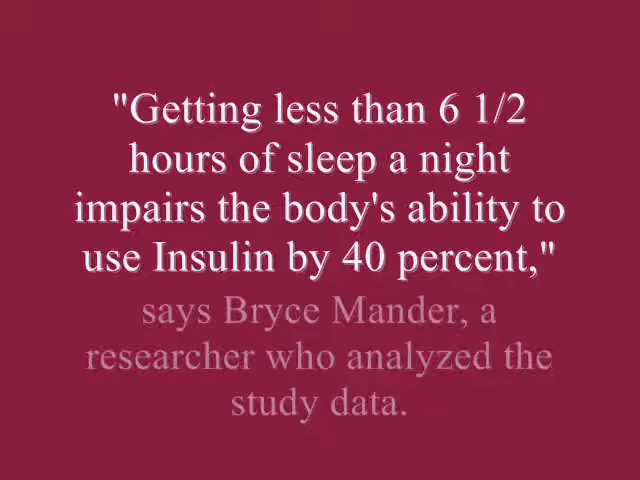 "Getting less than 6 1/2
hours of sleep a night
impairs the body's ability to
use Insulin by 40 percent,"
says Bryce Mander, a
researcher who analyzed the
study data.